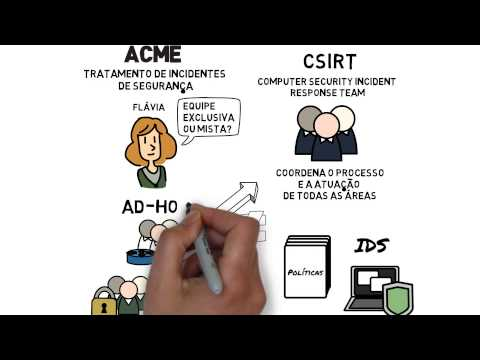 ACME
TRATAMENTO DE INCIDENTES
DE SEGURANÇA
FLÁVIA
EQUIPE
EXCLUSIVA
OU MISTA?
AD-HO
CSIRT
COMPUTER SECURITY INCIDENT
RESPONSE TEAM
COORDENA O PROCESSO
E A ATUAÇÃO
DE TODAS AS ÁREAS
POLÍTICAS
IDS